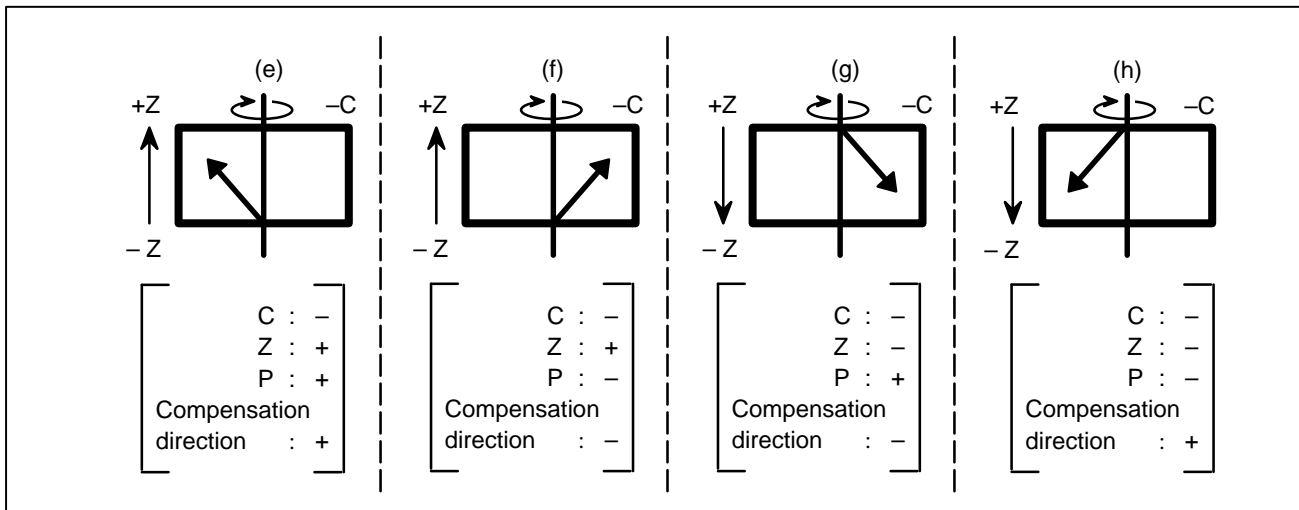 (e)
+Z
–C
– Z
C : –
Z : +
P : +
Compensation
direction : +
(f)
+Z
–C
– Z
C : –
Z : +
P : –
Compensation
direction : –
(g)
+Z
–C
– Z
C : –
Z : –
P : +
Compensation
direction : –
(h)
+Z
–C
– Z
C : –
Z : –
P : –
Compensation
direction : +